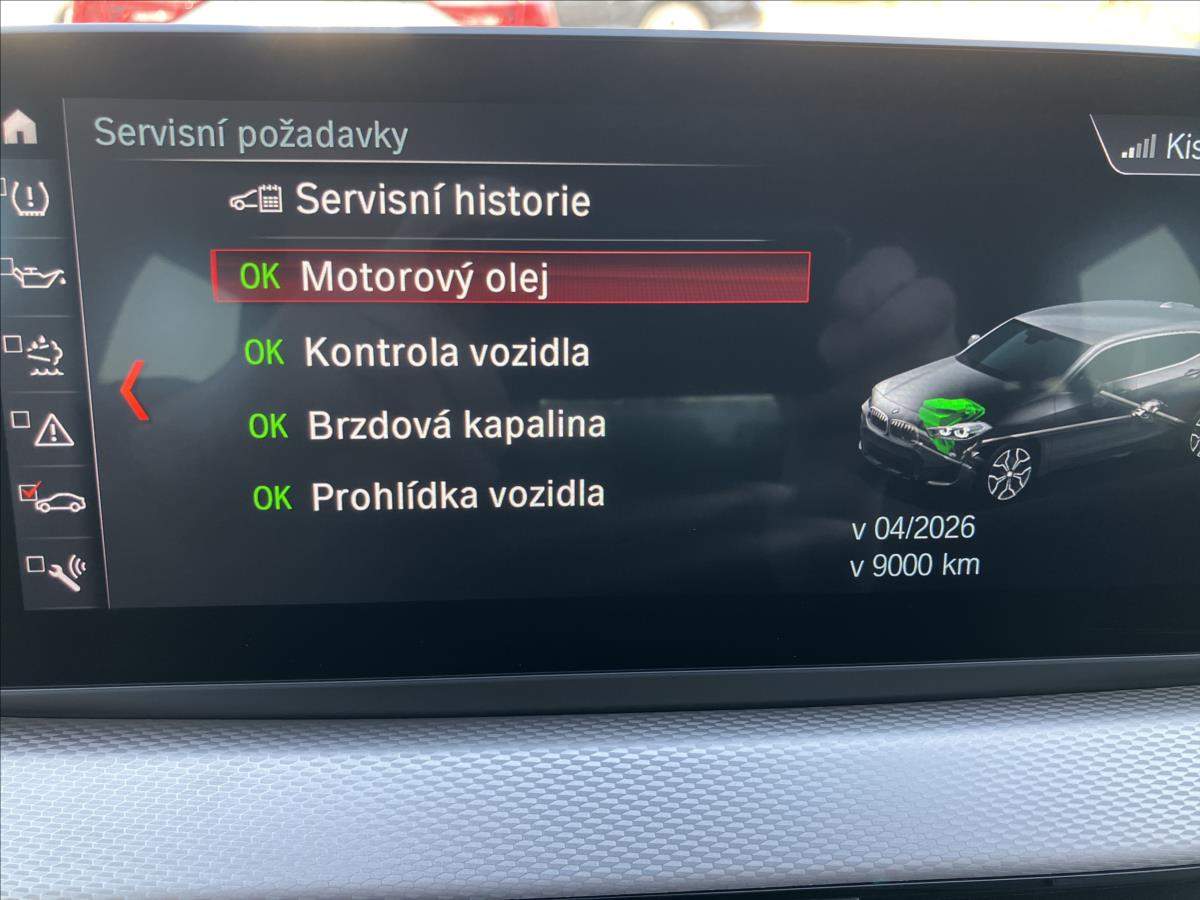 Servisní požadavky
Servisní historie
OK Motorový olej
OK Kontrola vozidla
OK Brzdová kapalina
OK Prohlídka vozidla
v 04/2026
v 9000 km